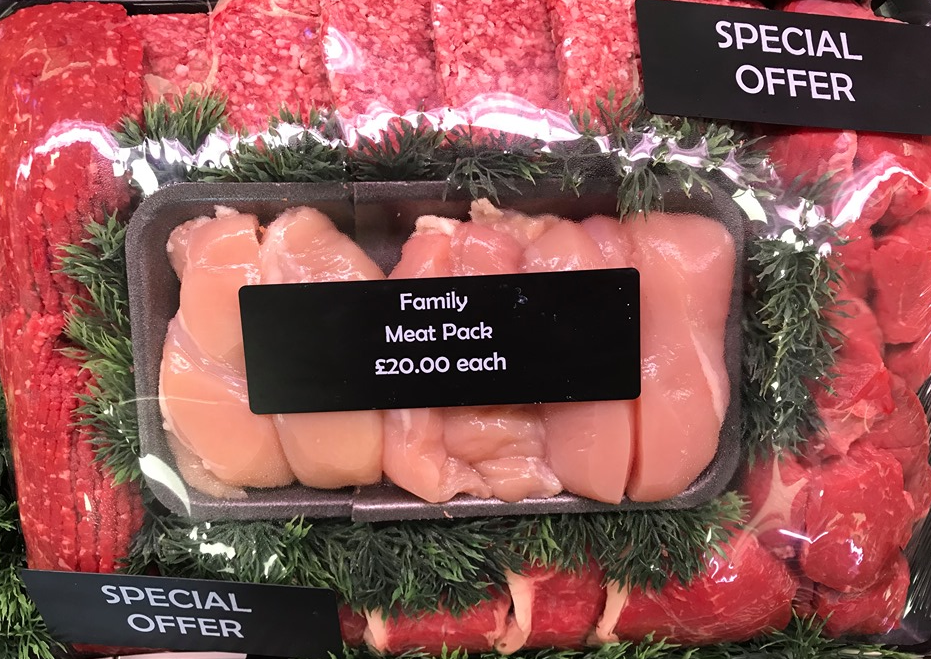 SPECIAL
OFFER
Family
Meat Pack
£20.00 each
SPECIAL
OFFER